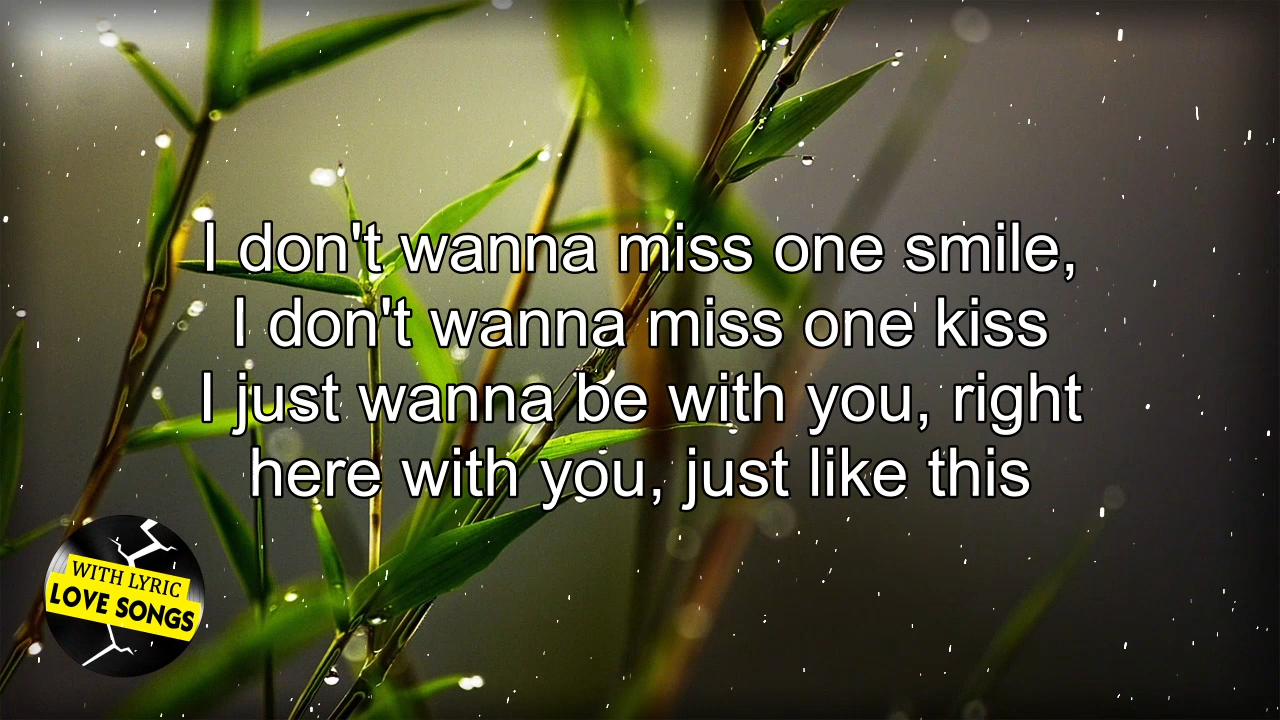 I don't wanna miss one smile,
I don't wanna miss one kiss
I just wanna be with you, right
here with you, just like this
WITH LYRIC
LOVE SONGS